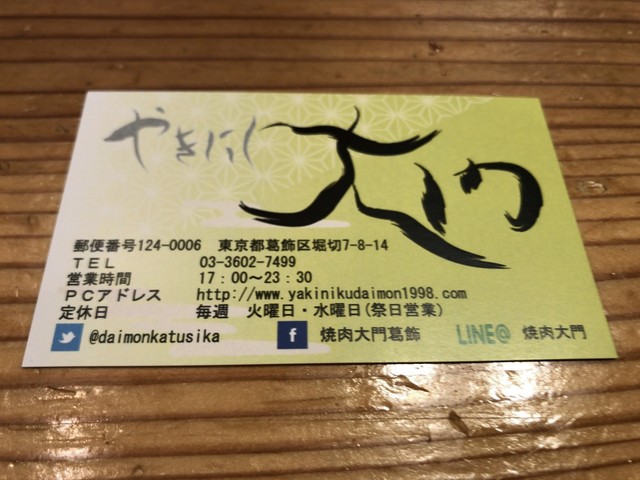 やきにく 大門
郵便番号124-0006 東京都葛飾区堀切7-8-14
ＴＥＬ 03-3602-7499
営業時間 17：00～23：30
ＰＣアドレス http://www.yakinikudaimon1998.com
定休日 毎週 火曜日・水曜日(祭日営業)
@daimonkatusika f 焼肉大門葛飾 LINE@ 焼肉大門